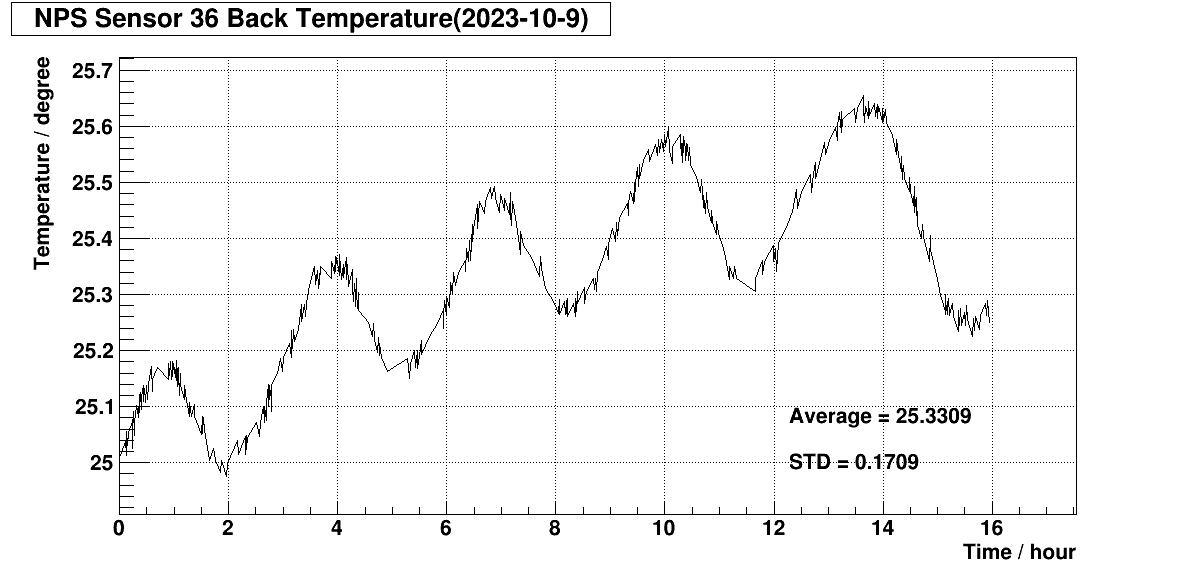 NPS Sensor 36 Back Temperature(2023-10-9)
Temperature / degree
25.7
25.6
25.5
25.4
25.3
25.2
25.1
25
Average = 25.3309
STD = 0.1709
0 2 4 6 8 10 12 14 16
Time / hour